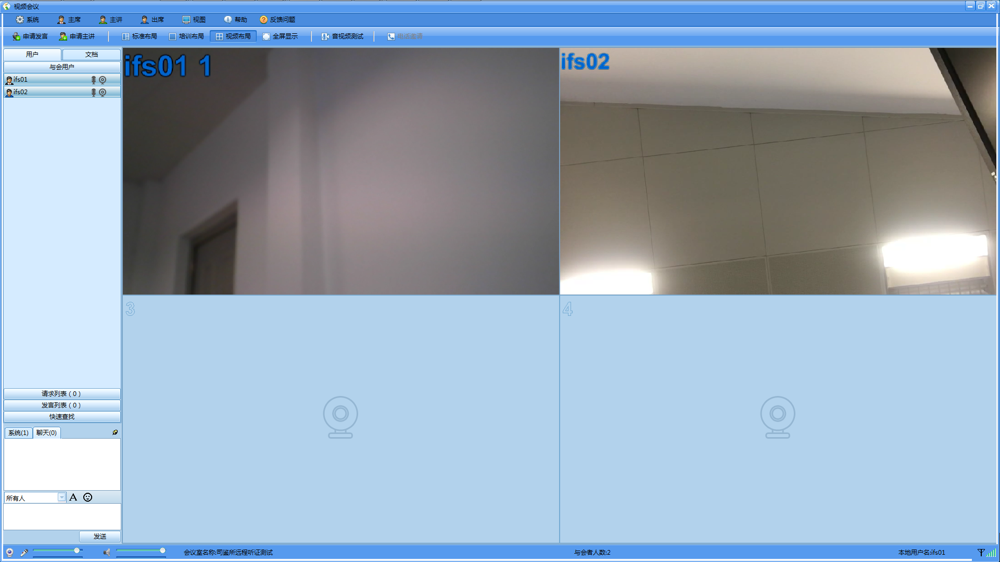 视频会议
系统 主席 主讲 出席 视图 帮助 反馈问题
申请发言 申请主讲 标准布局 培训布局 视频布局 全屏显示 音视频测试 电话邀请
用户 文档
与会用户
ifs01
ifs02
ifs01 1
ifs02
3
4
请求列表 ( 0 )
发言列表 ( 0 )
快速查找
系统(1) 聊天(0)
所有人 A
发送
会议室名称:司鉴所远程听证测试 与会者人数:2 本地用户名:ifs01